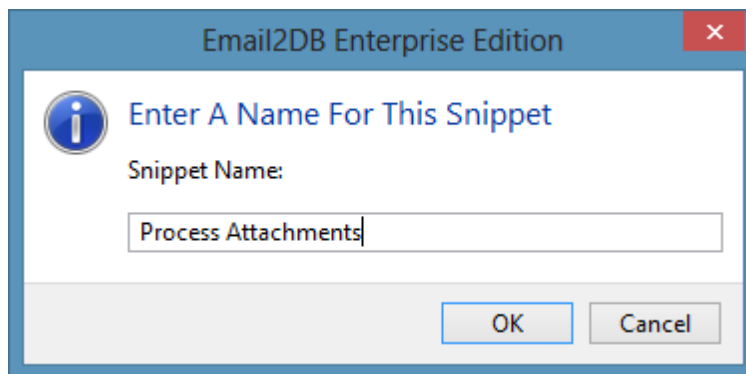 Email2DB Enterprise Edition
Enter A Name For This Snippet
Snippet Name:
Process Attachments
OK
Cancel